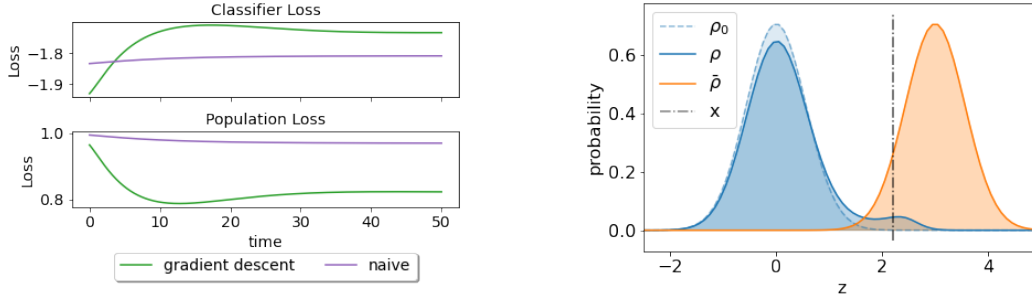 Classifier Loss
Loss
−1.8
−1.9
Population Loss
Loss
1.0
0.8
0 10 20 30 40 50
time
gradient descent naive
probability
0.6
0.4
0.2
0.0
ρ₀
ρ
ρ̄
x
−2 0 2 4
z